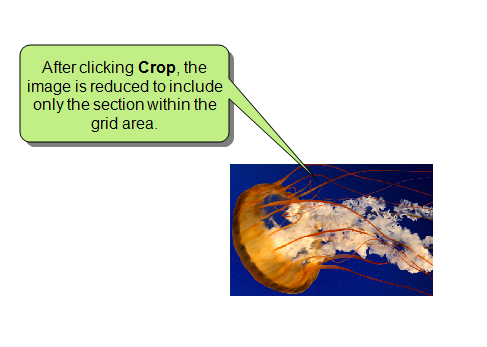 After clicking Crop, the
image is reduced to include
only the section within the
grid area.